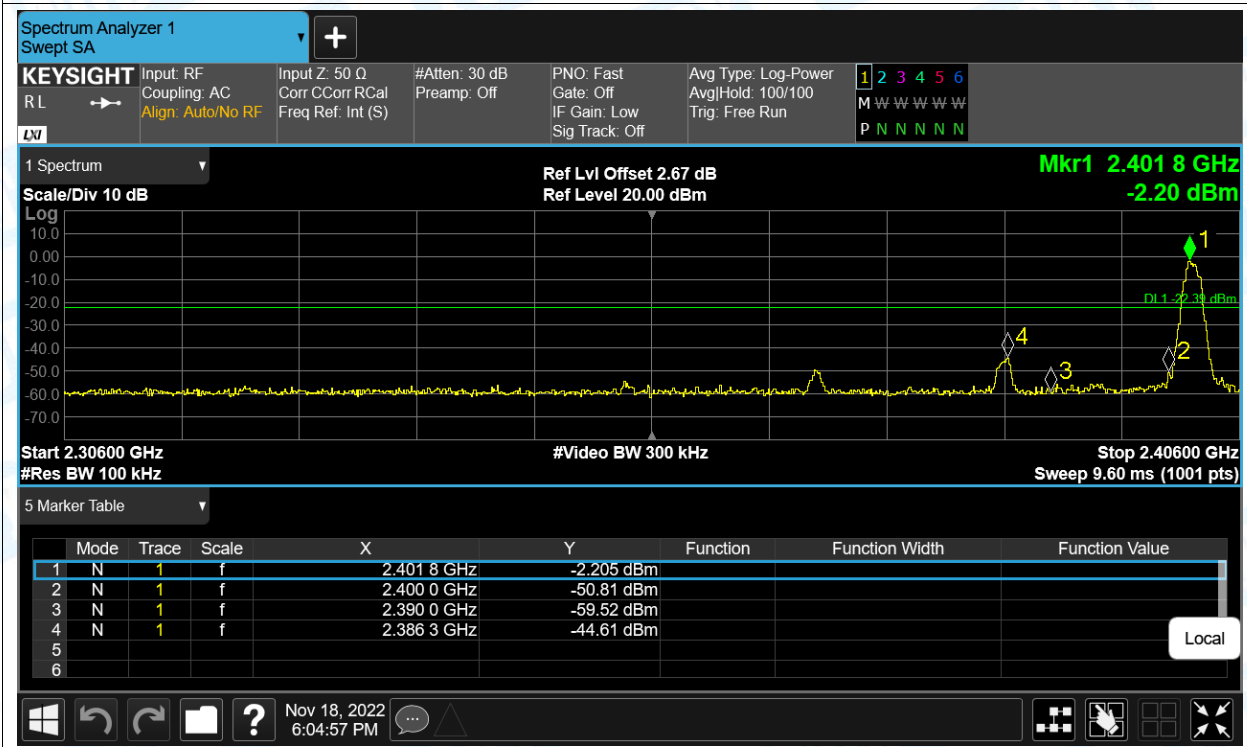 Spectrum Analyzer 1
Swept SA
KEYSIGHT
R L
LXI
Input: RF
Coupling: AC
Align: Auto/No RF
Input Z: 50 Ω
Corr CCorr RCal
Freq Ref: Int (S)
#Atten: 30 dB
Preamp: Off
PNO: Fast
Gate: Off
IF Gain: Low
Sig Track: Off
Avg Type: Log-Power
Avg|Hold: 100/100
Trig: Free Run
1 2 3 4 5 6
M W W W W W
P N N N N N
1 Spectrum
Scale/Div 10 dB
Ref Lvl Offset 2.67 dB
Ref Level 20.00 dBm
Mkr1 2.401 8 GHz
-2.20 dBm
Log
10.0
0.00
-10.0
-20.0
-30.0
-40.0
-50.0
-60.0
-70.0
1
DL1 -22.39 dBm
4
2
3
Start 2.30600 GHz
#Res BW 100 kHz
#Video BW 300 kHz
Stop 2.40600 GHz
Sweep 9.60 ms (1001 pts)
5 Marker Table
Mode Trace Scale X Y Function Function Width Function Value
1 N 1 f 2.401 8 GHz -2.205 dBm
2 N 1 f 2.400 0 GHz -50.81 dBm
3 N 1 f 2.390 0 GHz -59.52 dBm
4 N 1 f 2.386 3 GHz -44.61 dBm
5
6
Local
Nov 18, 2022
6:04:57 PM